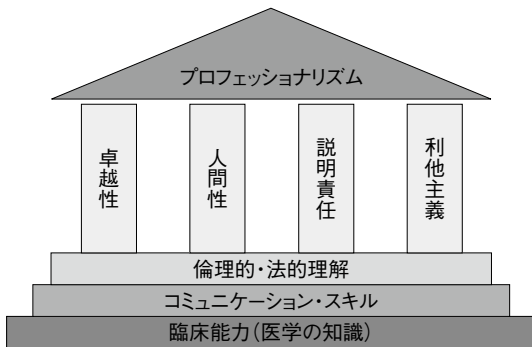 プロフェッショナリズム
卓越性
人間性
説明責任
利他主義
倫理的・法的理解
コミュニケーション・スキル
臨床能力（医学の知識）